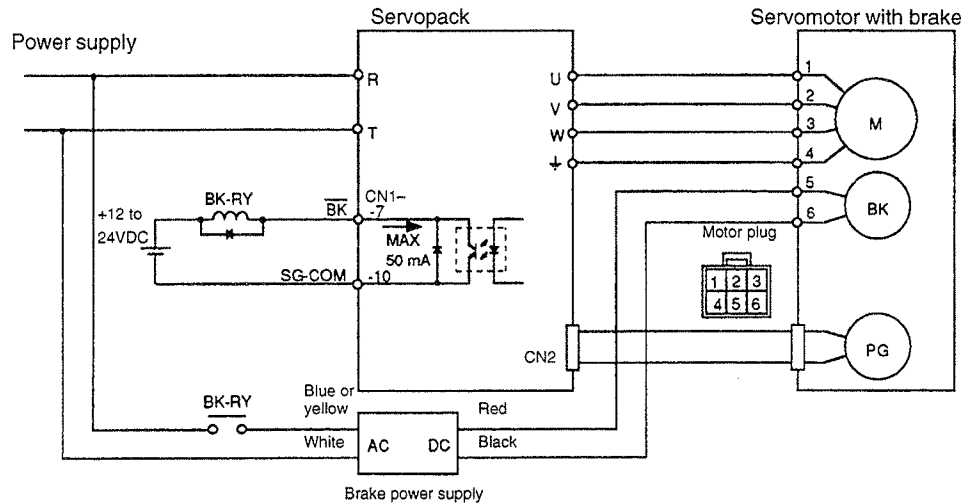 Servopack
Servomotor with brake
Power supply
R
T
U
V
W
1
2
3
4
M
CN1-
BK-RY
+12 to
24VDC
BK
-7
MAX
50 mA
SG-COM
-10
5
6
BK
Motor plug
1 2 3
4 5 6
CN2
PG
BK-RY
Blue or
yellow
White
AC DC
Red
Black
Brake power supply